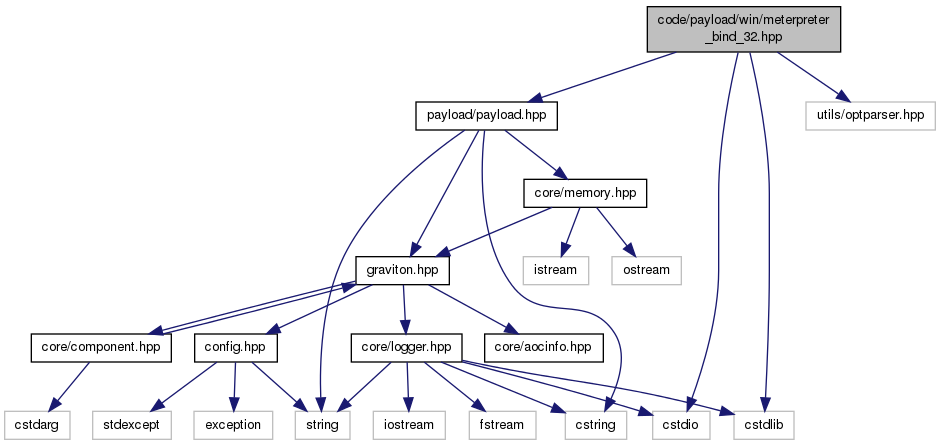 code/payload/win/meterpreter
_bind_32.hpp
payload/payload.hpp
utils/optparser.hpp
core/memory.hpp
graviton.hpp
istream
ostream
core/component.hpp
config.hpp
core/logger.hpp
core/aocinfo.hpp
cstdarg
stdexcept
exception
string
iostream
fstream
cstring
cstdio
cstdlib